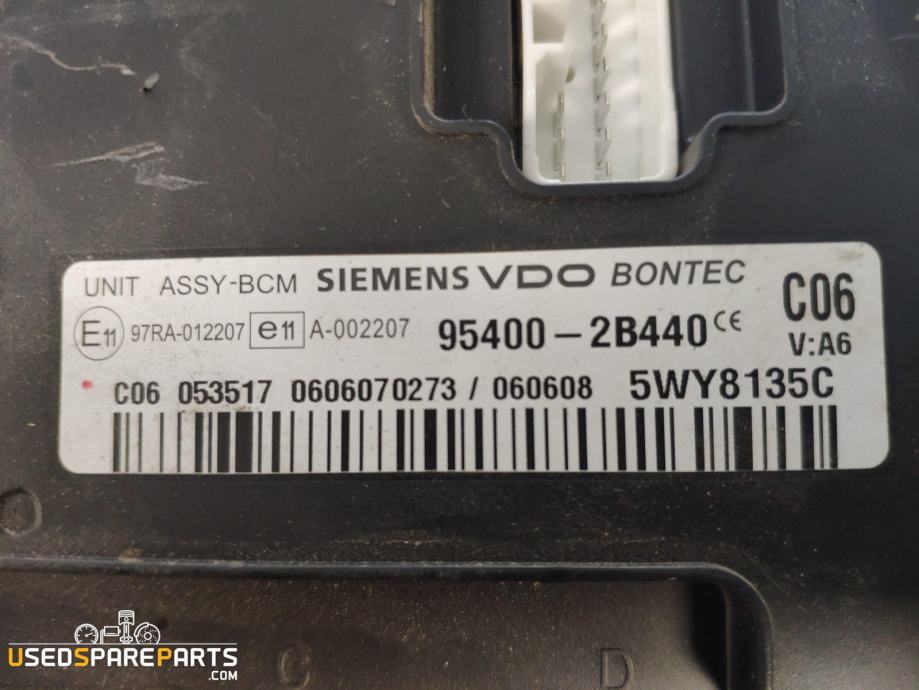 UNIT ASSY-BCM SIEMENS VDO BONTEC
C06
V:A6
E11 97RA-012207 e11 A-002207 95400-2B440 CE
C06 053517 0606070273 / 060608 5WY8135C
C D
USEDSPAREPARTS
.COM